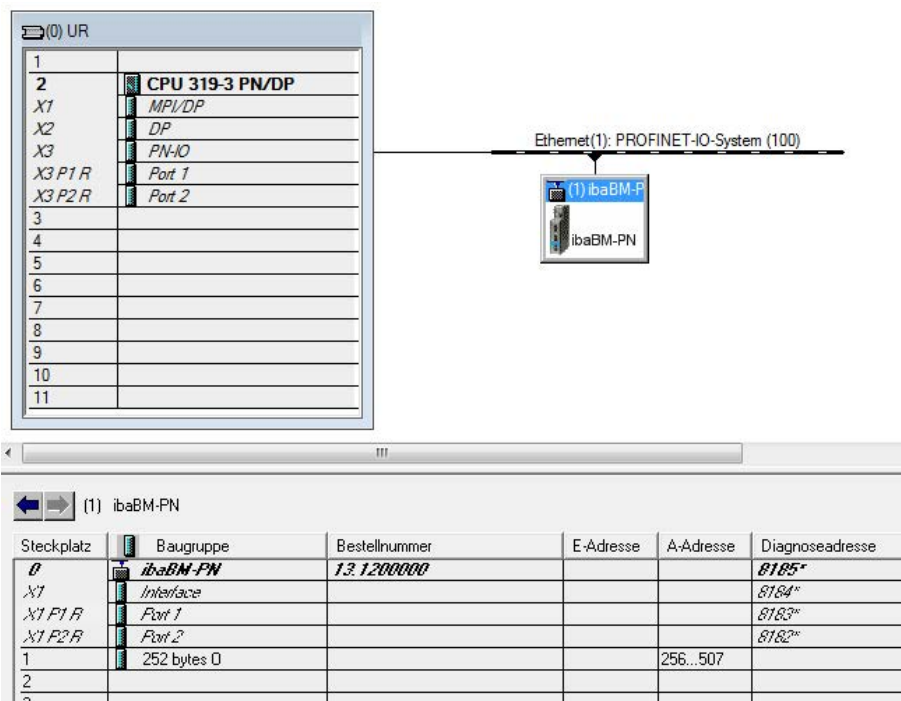 (0) UR
1
2 CPU 319-3 PN/DP
X1 MPI/DP
X2 DP
X3 PN-IO
X3 P1 R Port 1
X3 P2 R Port 2
3
4
5
6
7
8
9
10
11
Ethernet(1): PROFINET-IO-System (100)
(1) ibaBM-P
ibaBM-PN
(1) ibaBM-PN
Steckplatz Baugruppe Bestellnummer E-Adresse A-Adresse Diagnoseadresse
0 ibaBM-PN 13.1200000 8185*
X1 Interface 8184*
X1 P1 R Port 1 8183*
X1 P2 R Port 2 8182*
1 252 bytes O 256...507
2